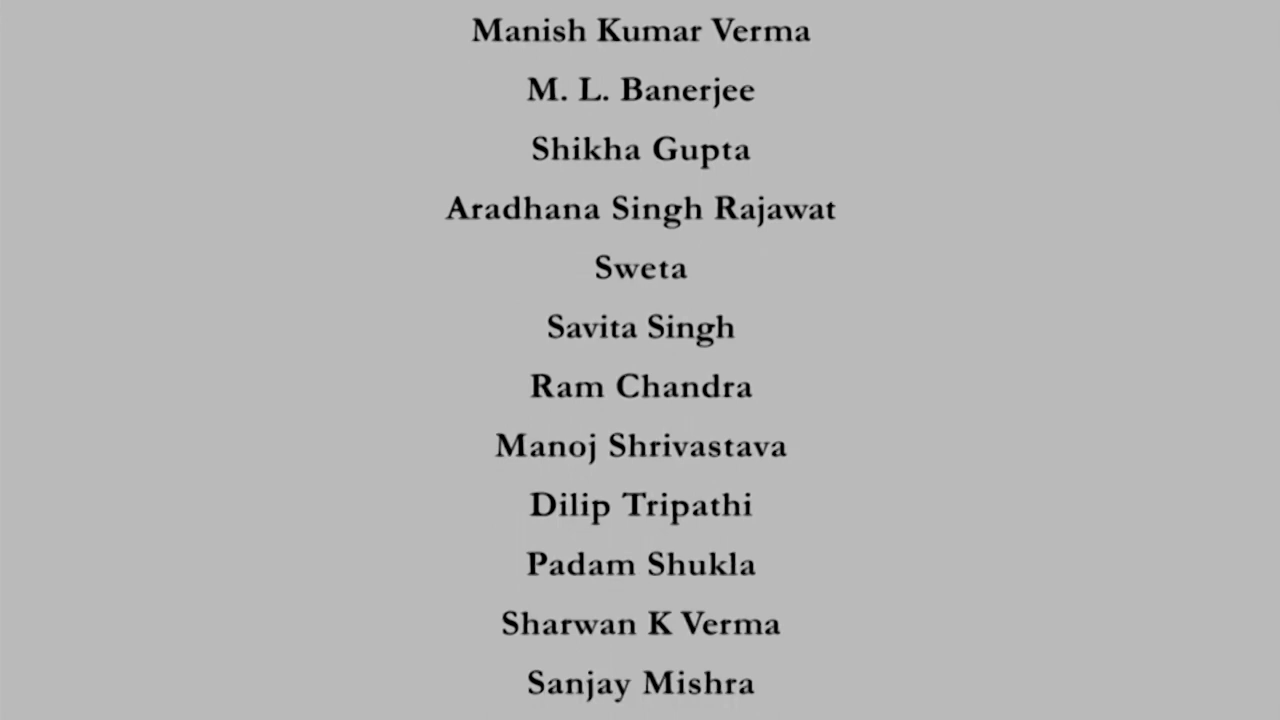 Manish Kumar Verma
M. L. Banerjee
Shikha Gupta
Aradhana Singh Rajawat
Sweta
Savita Singh
Ram Chandra
Manoj Shrivastava
Dilip Tripathi
Padam Shukla
Sharwan K Verma
Sanjay Mishra